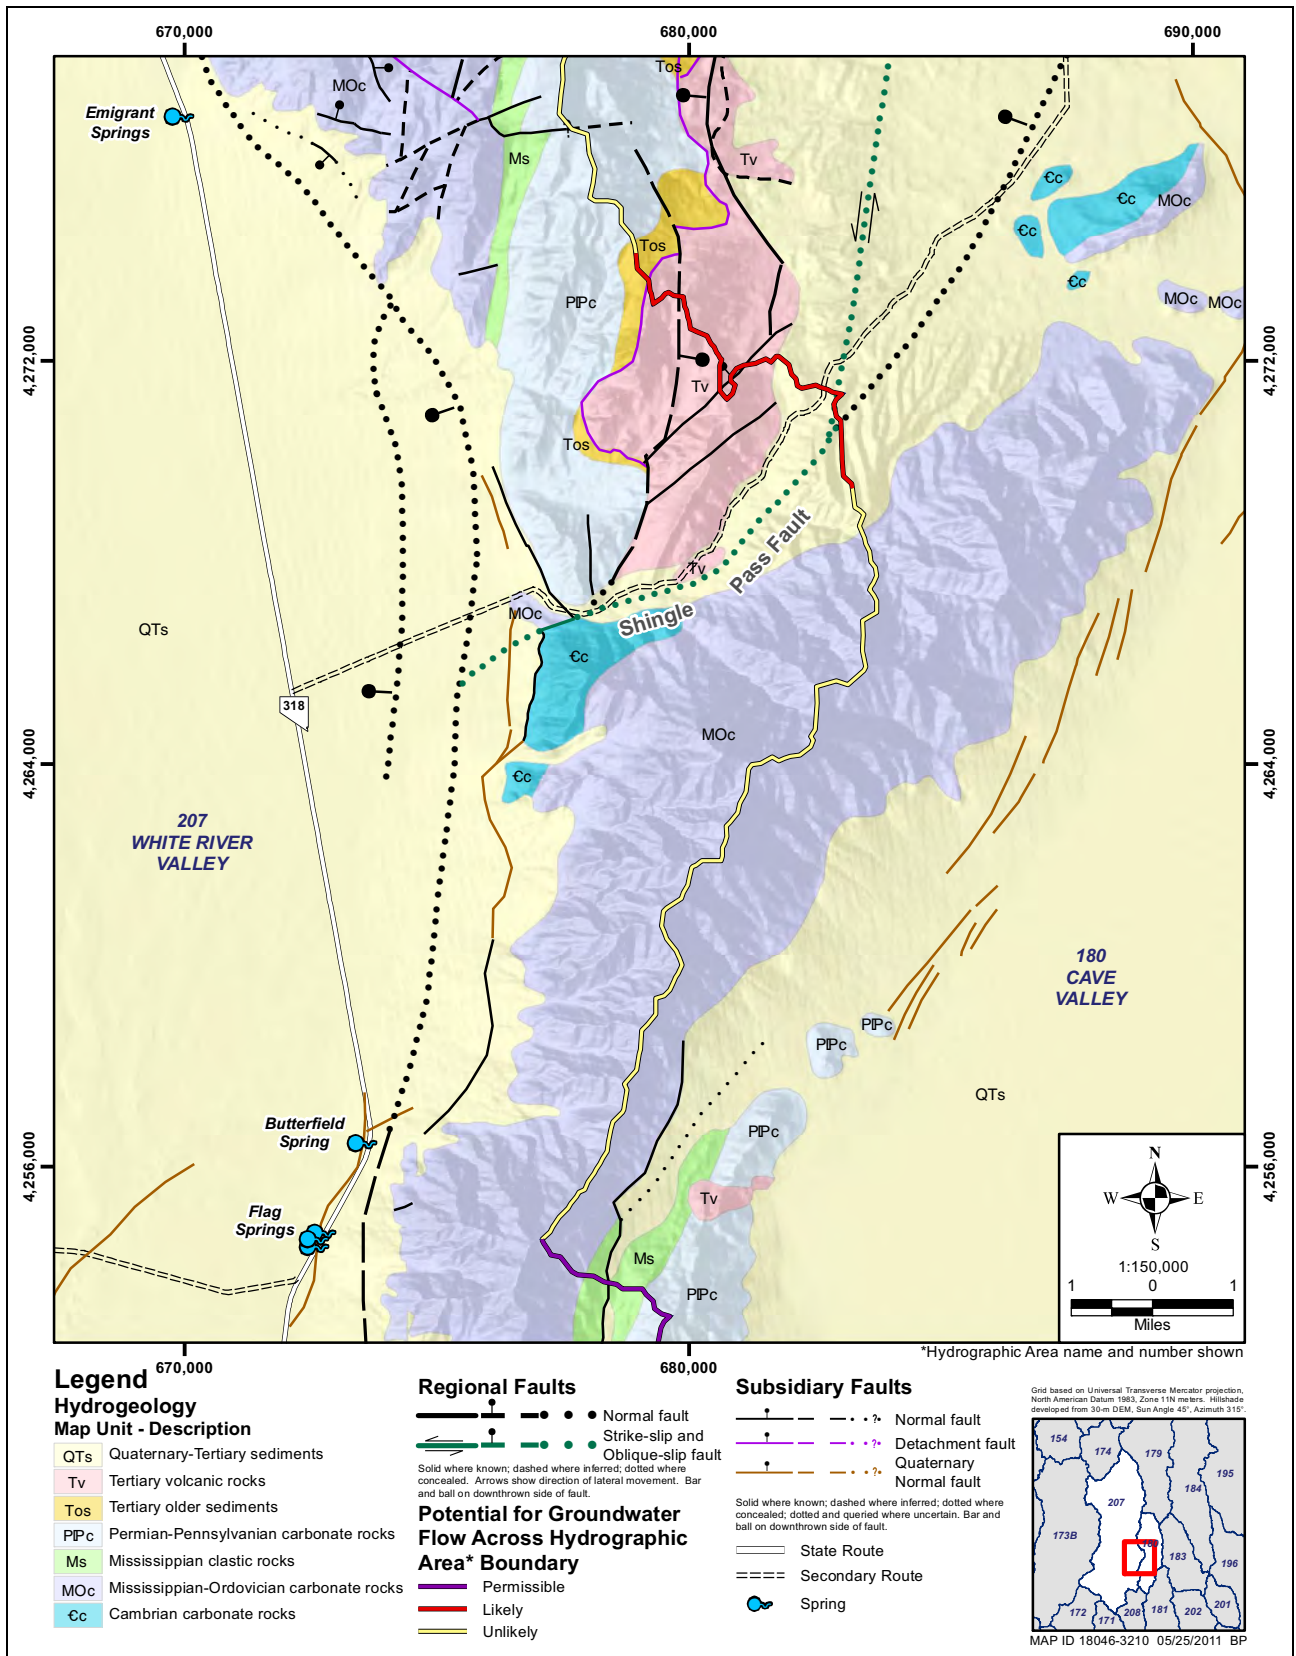 670,000
680,000
690,000
Emigrant
Springs
MOc
Tos
Ms
Tv
Єc
Єc
MOc
Єc
Tos
Єc
PIPc
MOc
MOc
4,272,000
4,272,000
Tv
Tos
Pass Fault
Tv
Shingle
MOc
QTs
Єc
318
MOc
4,264,000
4,264,000
Єc
207
WHITE RIVER
VALLEY
180
CAVE
VALLEY
PIPc
PIPc
QTs
Butterfield
Spring
PIPc
4,256,000
4,256,000
Tv
Flag
Springs
Ms
PIPc
N
W
E
S
1:150,000
1
0
1
Miles
670,000
680,000
*Hydrographic Area name and number shown
Legend
Hydrogeology
Map Unit - Description
QTs Quaternary-Tertiary sediments
Tv Tertiary volcanic rocks
Tos Tertiary older sediments
PIPc Permian-Pennsylvanian carbonate rocks
Ms Mississippian clastic rocks
MOc Mississippian-Ordovician carbonate rocks
Єc Cambrian carbonate rocks
Regional Faults
Normal fault
Strike-slip and
Oblique-slip fault
Solid where known; dashed where inferred; dotted where
concealed. Arrows show direction of lateral movement. Bar
and ball on downthrown side of fault.
Potential for Groundwater
Flow Across Hydrographic
Area* Boundary
Permissible
Likely
Unlikely
Subsidiary Faults
?
Normal fault
?
Detachment fault
?
Quaternary
Normal fault
Solid where known; dashed where inferred; dotted where
concealed; dotted and queried where uncertain. Bar and
ball on downthrown side of fault.
State Route
Secondary Route
Spring
Grid based on Universal Transverse Mercator projection,
North American Datum 1983, Zone 11N meters. Hillshade
developed from 30-m DEM, Sun Angle 45°, Azimuth 315°.
154
174
179
195
184
207
173B
180
183
196
172
171
208
181
202
201
MAP ID 18046-3210 05/25/2011 BP